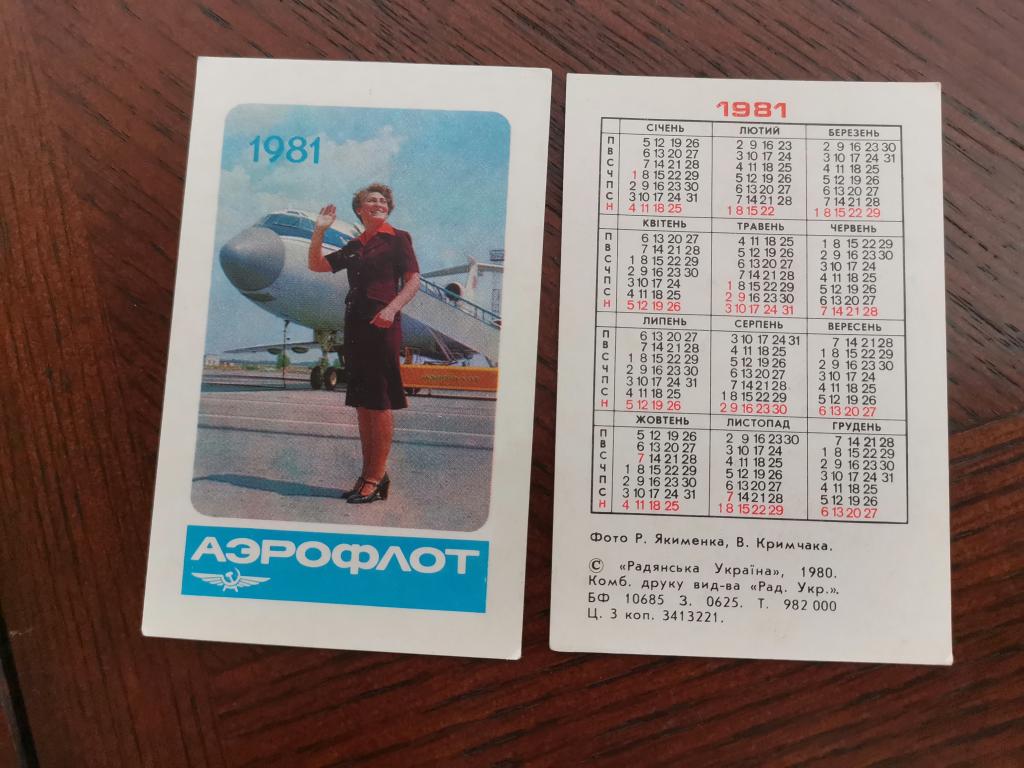 1981
АЭРОФЛОТ
1981
СІЧЕНЬ ЛЮТИЙ БЕРЕЗЕНЬ
П 5 12 19 26 2 9 16 23 2 9 16 23 30
В 6 13 20 27 3 10 17 24 3 10 17 24 31
С 7 14 21 28 4 11 18 25 4 11 18 25
Ч 1 8 15 22 29 5 12 19 26 5 12 19 26
П 2 9 16 23 30 6 13 20 27 6 13 20 27
С 3 10 17 24 31 7 14 21 28 7 14 21 28
Н 4 11 18 25 1 8 15 22 1 8 15 22 29
КВІТЕНЬ ТРАВЕНЬ ЧЕРВЕНЬ
П 6 13 20 27 4 11 18 25 1 8 15 22 29
В 7 14 21 28 5 12 19 26 2 9 16 23 30
С 1 8 15 22 29 6 13 20 27 3 10 17 24
Ч 2 9 16 23 30 7 14 21 28 4 11 18 25
П 3 10 17 24 1 8 15 22 29 5 12 19 26
С 4 11 18 25 2 9 16 23 30 6 13 20 27
Н 5 12 19 26 3 10 17 24 31 7 14 21 28
ЛИПЕНЬ СЕРПЕНЬ ВЕРЕСЕНЬ
П 6 13 20 27 3 10 17 24 31 7 14 21 28
В 7 14 21 28 4 11 18 25 1 8 15 22 29
С 1 8 15 22 29 5 12 19 26 2 9 16 23 30
Ч 2 9 16 23 30 6 13 20 27 3 10 17 24
П 3 10 17 24 31 7 14 21 28 4 11 18 25
С 4 11 18 25 1 8 15 22 29 5 12 19 26
Н 5 12 19 26 2 9 16 23 30 6 13 20 27
ЖОВТЕНЬ ЛИСТОПАД ГРУДЕНЬ
П 5 12 19 26 2 9 16 23 30 7 14 21 28
В 6 13 20 27 3 10 17 24 1 8 15 22 29
С 7 14 21 28 4 11 18 25 2 9 16 23 30
Ч 1 8 15 22 29 5 12 19 26 3 10 17 24 31
П 2 9 16 23 30 6 13 20 27 4 11 18 25
С 3 10 17 24 31 7 14 21 28 5 12 19 26
Н 4 11 18 25 1 8 15 22 29 6 13 20 27
Фото Р. Якименка, В. Кримчака.
© «Радянська Україна», 1980.
Комб. друку вид-ва «Рад. Укр.».
БФ 10685 З. 0625. Т. 982 000
Ц. 3 коп. 3413221.